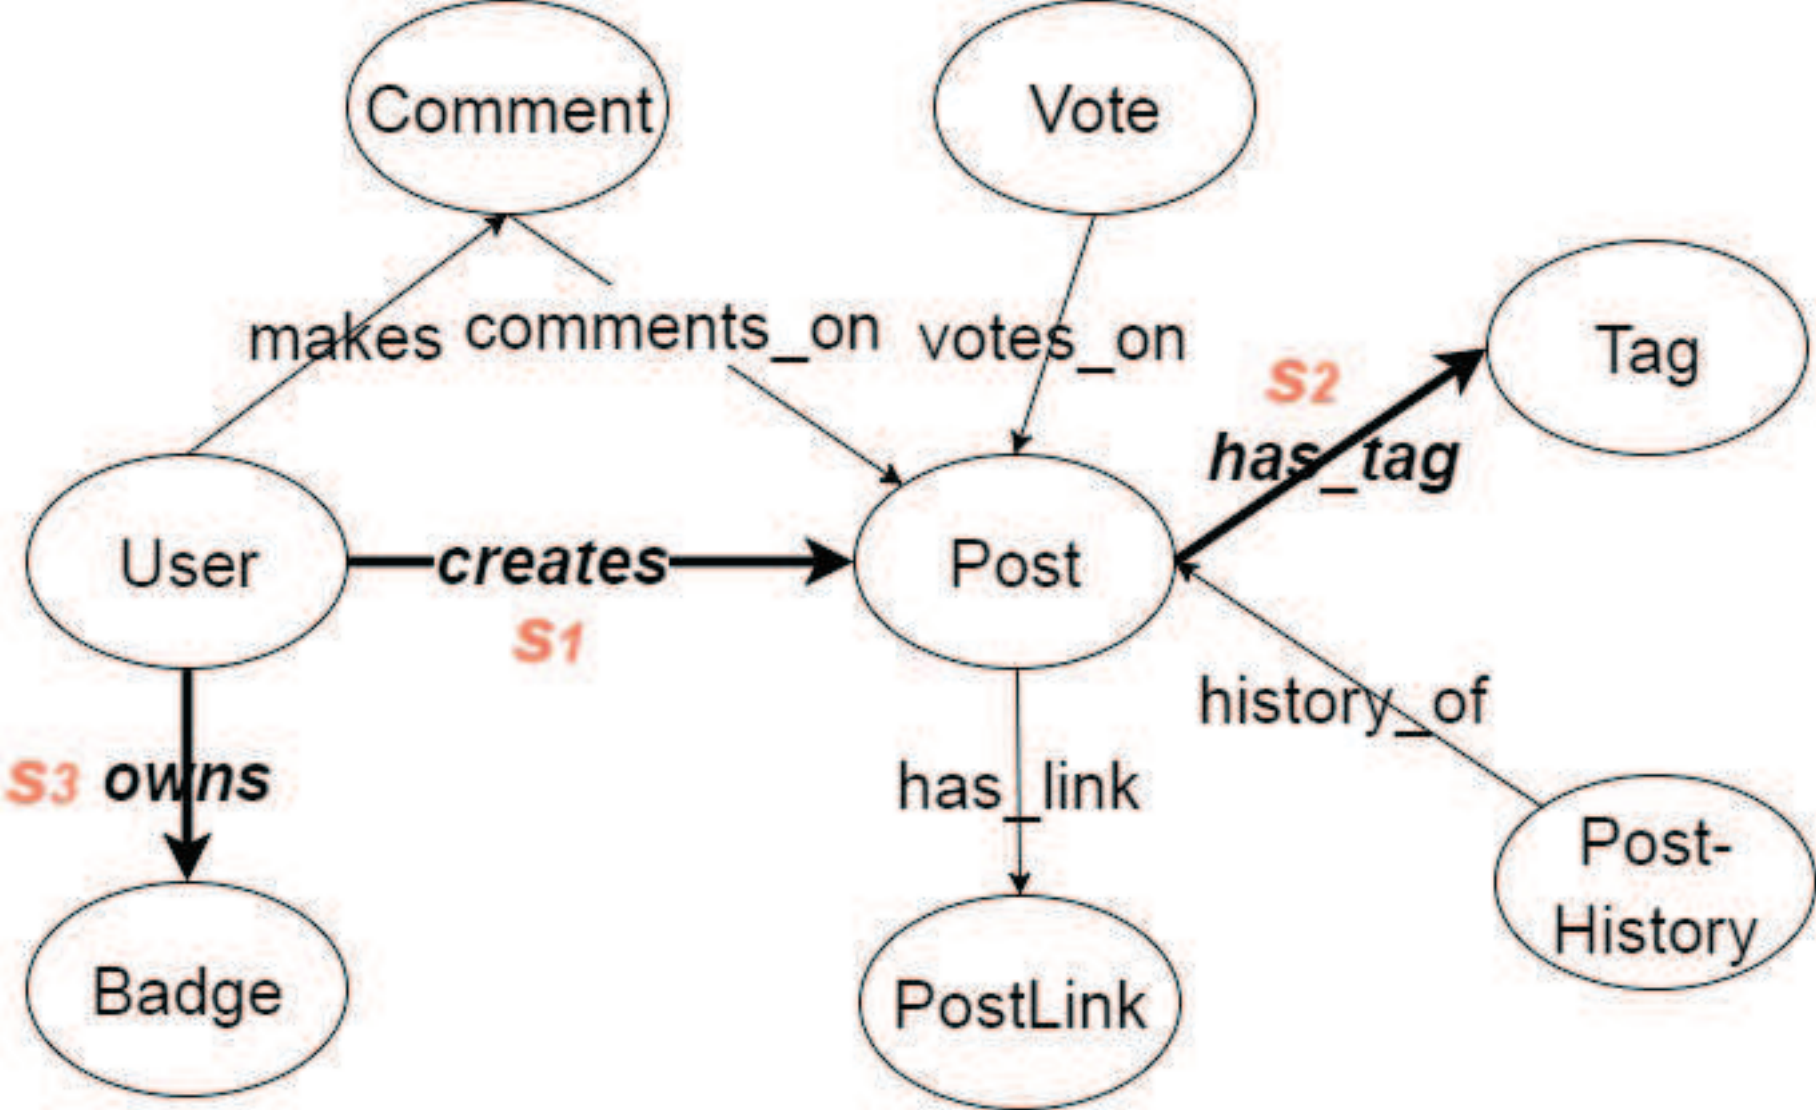 Comment
Vote
makes
comments_on
votes_on
Tag
s2
has_tag
User
creates
Post
s1
history_of
s3
owns
has_link
Post-
History
Badge
PostLink